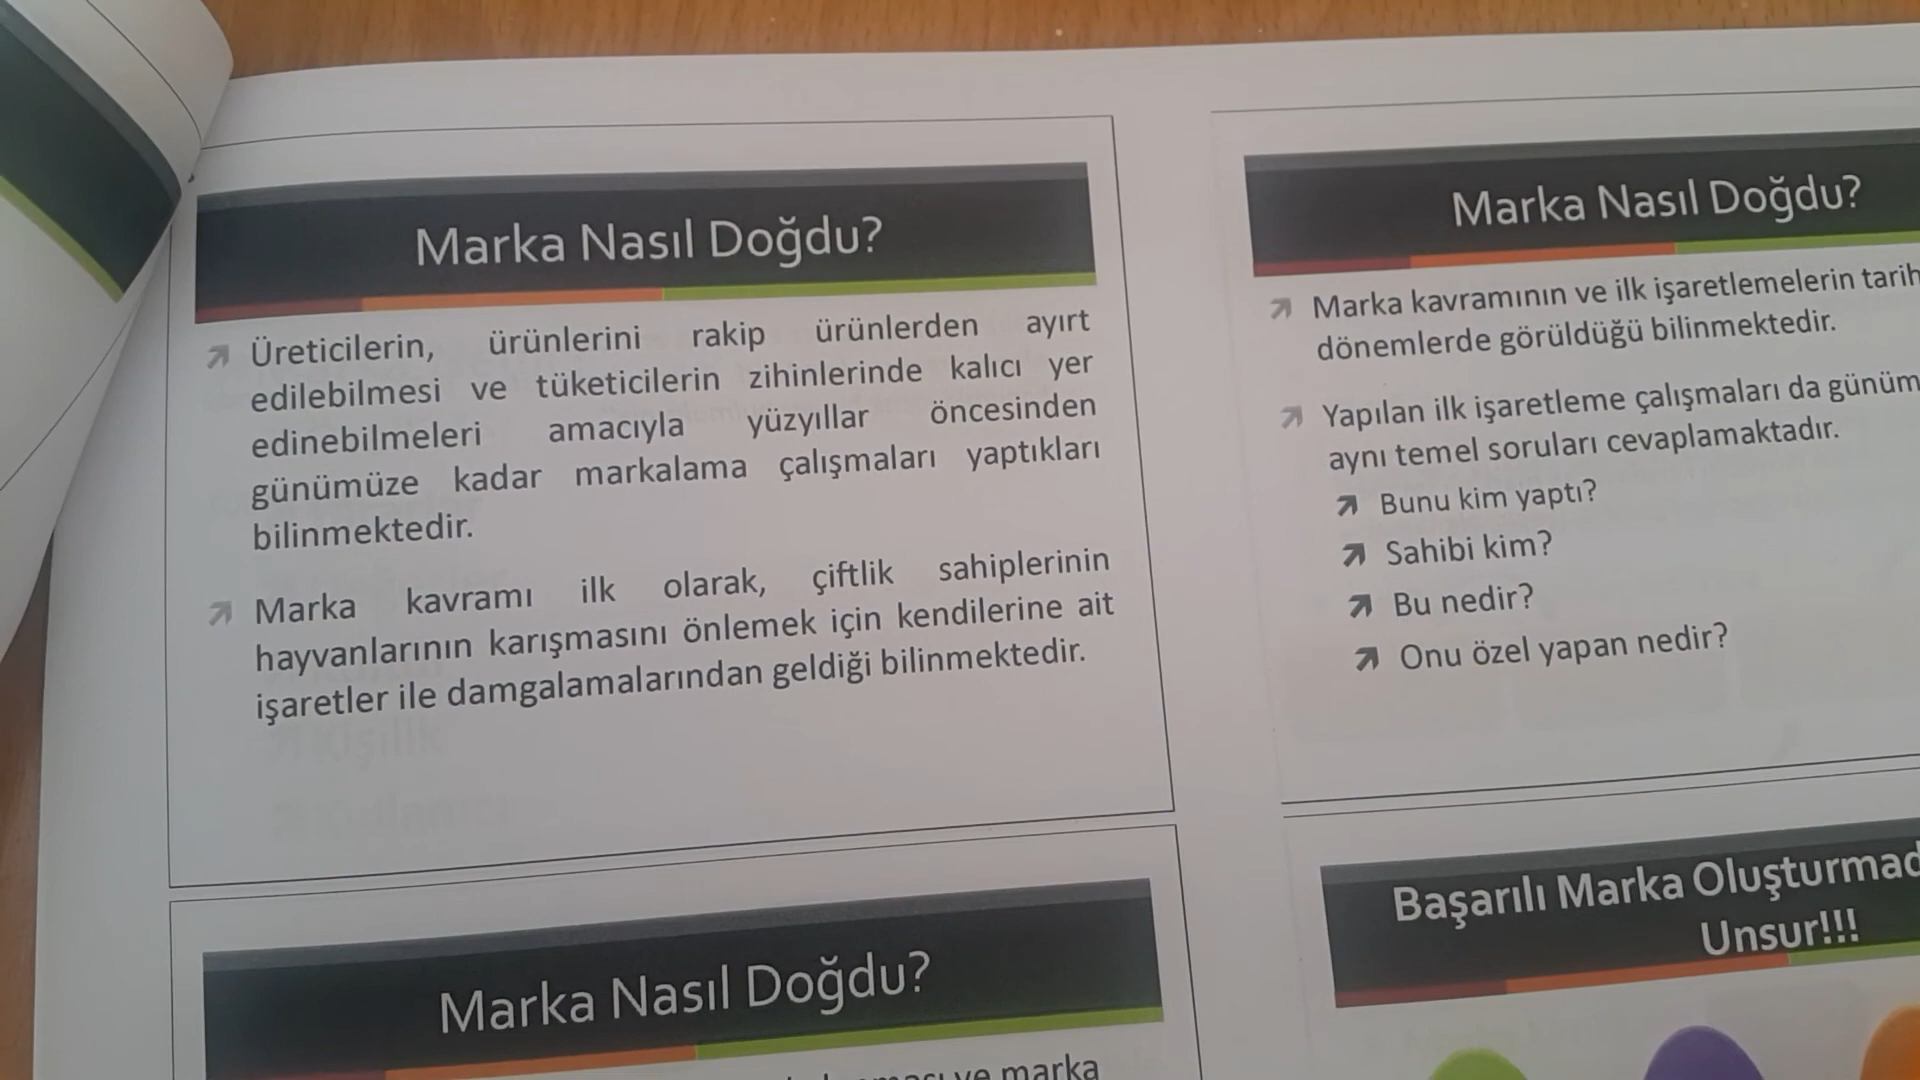 Marka Nasıl Doğdu?
Üreticilerin, ürünlerini rakip ürünlerden ayırt
edilebilmesi ve tüketicilerin zihinlerinde kalıcı yer
edinebilmeleri amacıyla yüzyıllar öncesinden
günümüze kadar markalama çalışmaları yaptıkları
bilinmektedir.
Marka kavramı ilk olarak, çiftlik sahiplerinin
hayvanlarının karışmasını önlemek için kendilerine ait
işaretler ile damgalamalarından geldiği bilinmektedir.
Marka Nasıl Doğdu?
Marka kavramının ve ilk işaretlemelerin tarih
dönemlerde görüldüğü bilinmektedir.
Yapılan ilk işaretleme çalışmaları da günüm
aynı temel soruları cevaplamaktadır.
Bunu kim yaptı?
Sahibi kim?
Bu nedir?
Onu özel yapan nedir?
Marka Nasıl Doğdu?
ve marka
Başarılı Marka Oluşturmad
Unsur!!!